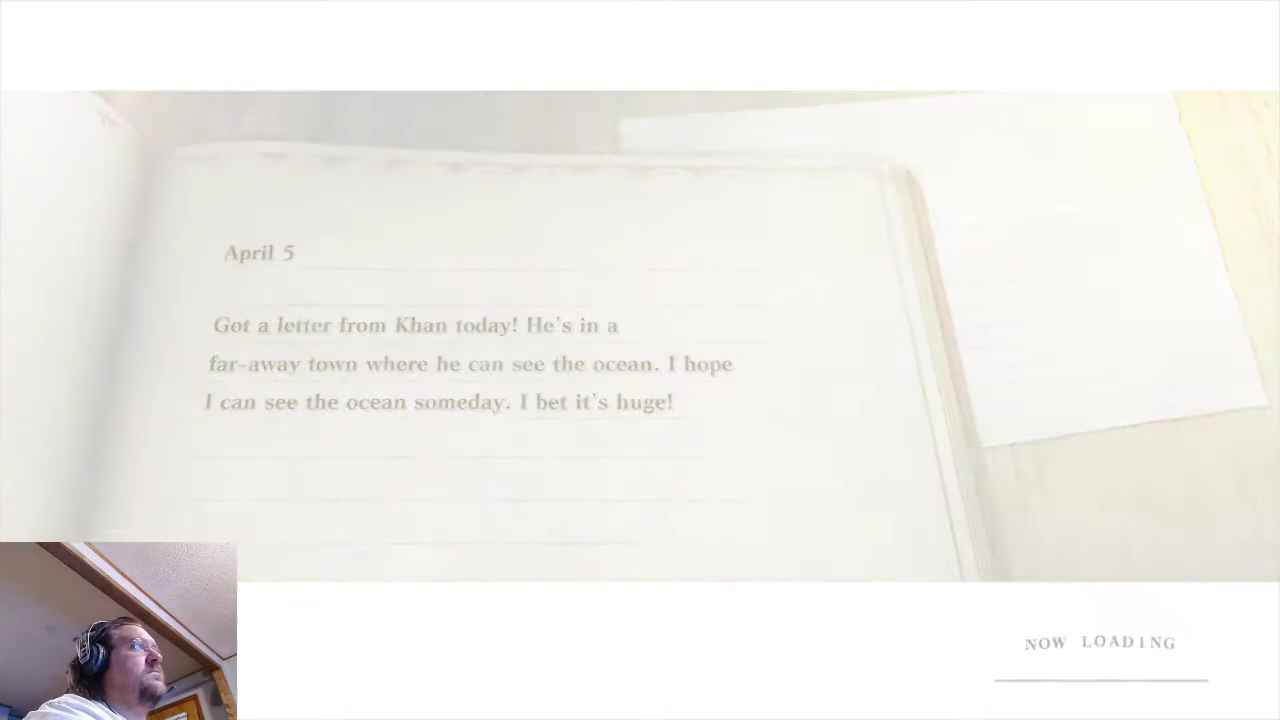 April 5
Got a letter from Khan today! He's in a
far-away town where he can see the ocean. I hope
I can see the ocean someday. I bet it's huge!
NOW LOADING